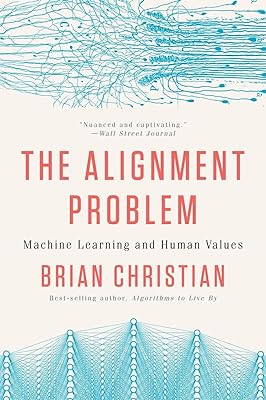 "Nuanced and captivating."
—Wall Street Journal
THE ALIGNMENT
PROBLEM
Machine Learning and Human Values
BRIAN CHRISTIAN
Best-selling author, Algorithms to Live By